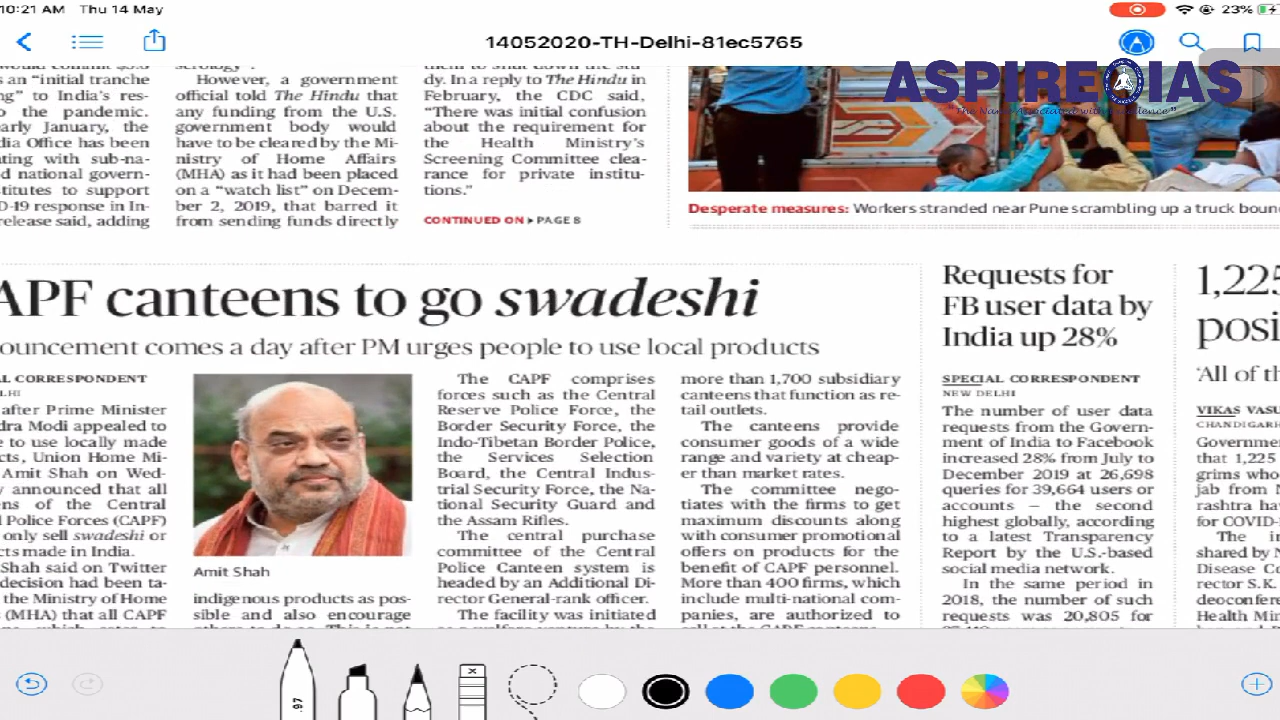 10:21 AM Thu 14 May
23%
14052020-TH-Delhi-81ec5765
ASPIRE IAS
The Name Associated with Excellence"
an "initial tranche
ng" to India's res-
o the pandemic.
arly January, the
dia Office has been
ating with sub-na-
d national govern-
stitutes to support
D-19 response in In-
release said, adding
However, a government
official told The Hindu that
any funding from the U.S.
government body would
have to be cleared by the Mi-
nistry of Home Affairs
(MHA) as it had been placed
on a "watch list" on Decem-
ber 2, 2019, that barred it
from sending funds directly
dy. In a reply to The Hindu in
February, the CDC said,
"There was initial confusion
about the requirement for
the Health Ministry's
Screening Committee clea-
rance for private institu-
tions."
CONTINUED ON ▸ PAGE 8
Desperate measures: Workers stranded near Pune scrambling up a truck boun
APF canteens to go swadeshi
ouncement comes a day after PM urges people to use local products
AL CORRESPONDENT
LHI
after Prime Minister
dra Modi appealed to
e to use locally made
cts, Union Home Mi-
Amit Shah on Wed-
y announced that all
ens of the Central
Police Forces (CAPF)
only sell swadeshi or
cts made in India.
Shah said on Twitter
decision had been ta-
the Ministry of Home
(MHA) that all CAPF
Amit Shah
indigenous products as pos-
sible and also encourage
The CAPF comprises
forces such as the Central
Reserve Police Force, the
Border Security Force, the
Indo-Tibetan Border Police,
the Services Selection
Board, the Central Indus-
trial Security Force, the Na-
tional Security Guard and
the Assam Rifles.
The central purchase
committee of the Central
Police Canteen system is
headed by an Additional Di-
rector General-rank officer.
The facility was initiated
more than 1,700 subsidiary
canteens that function as re-
tail outlets.
The canteens provide
consumer goods of a wide
range and variety at cheap-
er than market rates.
The committee nego-
tiates with the firms to get
maximum discounts along
with consumer promotional
offers on products for the
benefit of CAPF personnel.
More than 400 firms, which
include multi-national com-
panies, are authorized to
Requests for
FB user data by
India up 28%
SPECIAL CORRESPONDENT
NEW DELHI
The number of user data
requests from the Govern-
ment of India to Facebook
increased 28% from July to
December 2019 at 26,698
queries for 39,664 users or
accounts — the second
highest globally, according
to a latest Transparency
Report by the U.S.-based
social media network.
In the same period in
2018, the number of such
requests was 20,805 for
1,225
posi
'All of th
VIKAS VASU
CHANDIGARH
Governme
that 1,225
grims who
jab from N
rashtra hav
for COVID-
The in
shared by N
Disease Co
rector S.K.
deoconfere
Health Min
.97